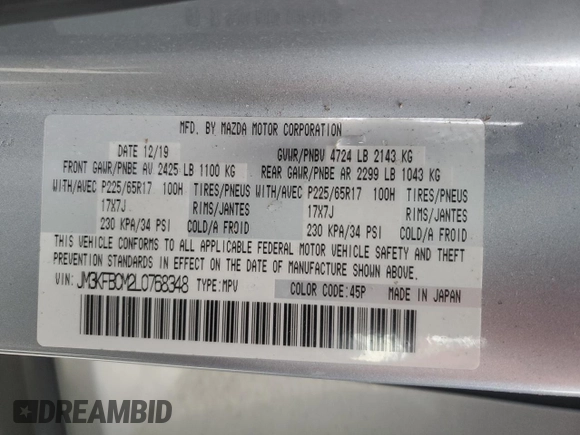 MFD. BY MAZDA MOTOR CORPORATION
DATE 12/19 GVWR/PNBV 4724 LB 2143 KG
FRONT GAWR/PNBE AV 2425 LB 1100 KG REAR GAWR/PNBE AR 2299 LB 1043 KG
WITH/AVEC P225/65R17 100H TIRES/PNEUS WITH/AVEC P225/65R17 100H TIRES/PNEUS
17X7J RIMS/JANTES 17X7J RIMS/JANTES
230 KPA/34 PSI COLD/A FROID 230 KPA/34 PSI COLD/A FROID
THIS VEHICLE CONFORMS TO ALL APPLICABLE FEDERAL MOTOR VEHICLE SAFETY AND THEFT
PREVENTION STANDARDS IN EFFECT ON THE DATE OF MANUFACTURE SHOWN ABOVE.
VIN: JM3KFBCM2L0768348 TYPE:MPV COLOR CODE:45P MADE IN JAPAN
DREAMBID